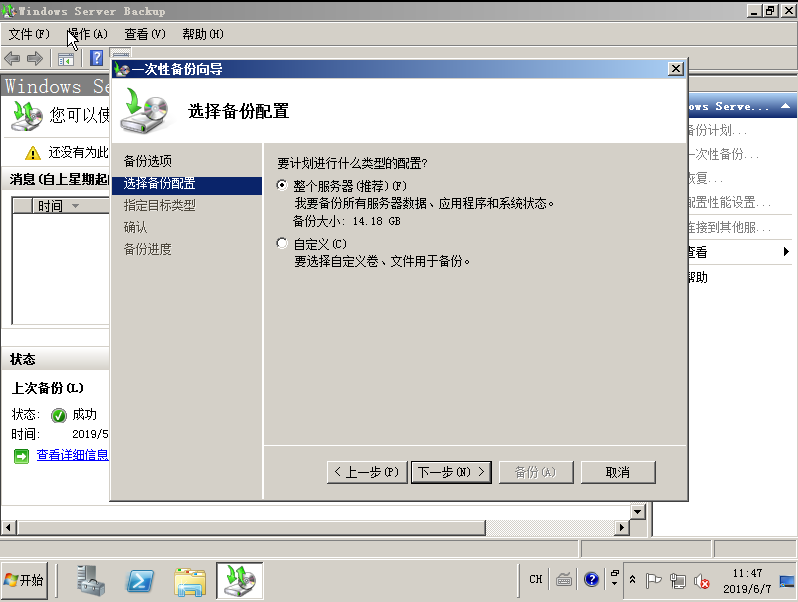 Windows Server Backup
文件(F) 操作(A) 查看(V) 帮助(H)
Windows Se
您可以使
还没有为此
消息(自上星期起
时间
状态
上次备份(L)
状态: 成功
时间: 2019/5
查看详细信息
一次性备份向导
选择备份配置
备份选项
选择备份配置
指定目标类型
确认
备份进度
要计划进行什么类型的配置?
整个服务器(推荐)(F)
我要备份所有服务器数据、应用程序和系统状态。
备份大小: 14.18 GB
自定义(C)
要选择自定义卷、文件用于备份。
< 上一步(P)
下一步(N) >
备份(A)
取消
ows Serve...
备份计划...
一次性备份...
恢复...
配置性能设置...
连接到其他服...
查看
帮助
开始
CH
11:47
2019/6/7